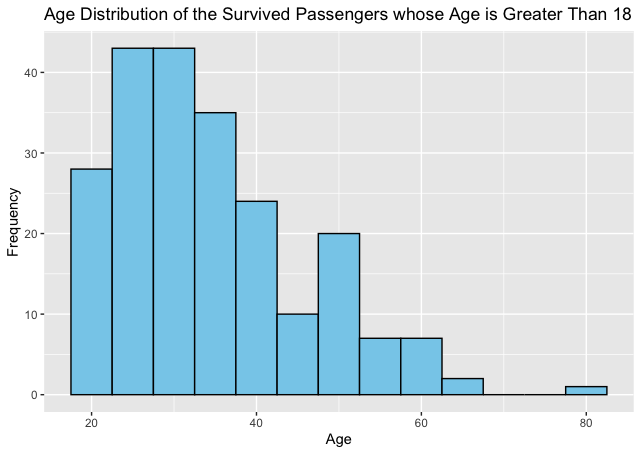 Age Distribution of the Survived Passengers whose Age is Greater Than 18
40
30
20
10
0
Frequency
20 40 60 80
Age